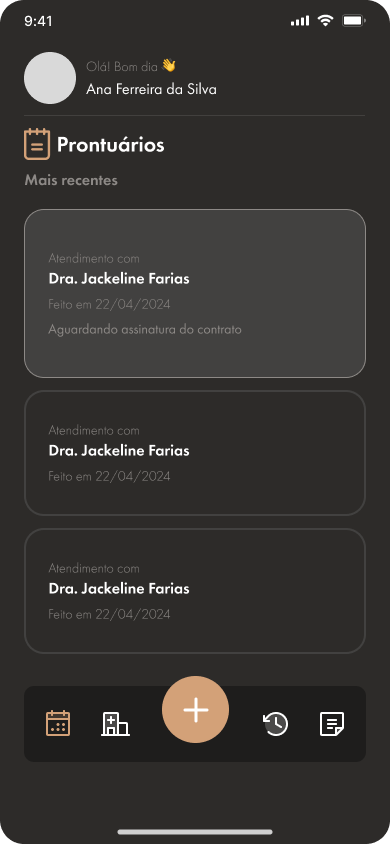 9:41
Olá! Bom dia 👋
Ana Ferreira da Silva
Prontuários
Mais recentes
Atendimento com
Dra. Jackeline Farias
Feito em 22/04/2024
Aguardando assinatura do contrato
Atendimento com
Dra. Jackeline Farias
Feito em 22/04/2024
Atendimento com
Dra. Jackeline Farias
Feito em 22/04/2024